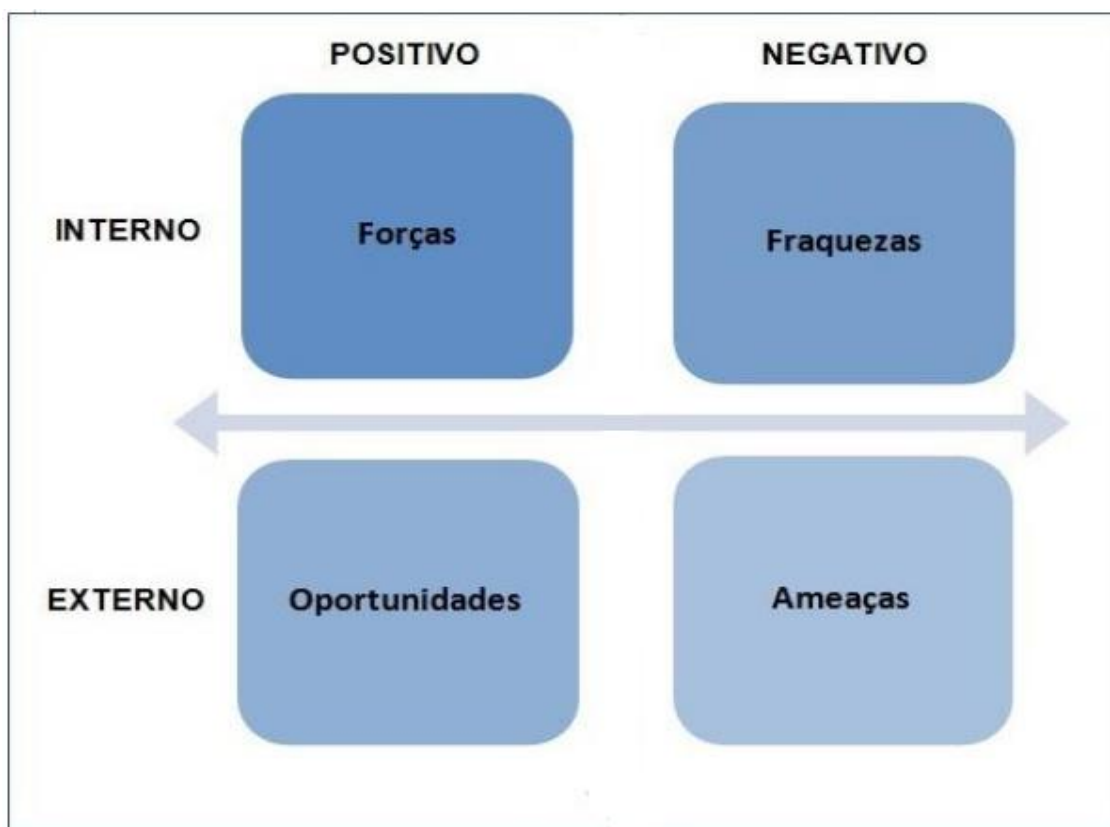 POSITIVO NEGATIVO
INTERNO Forças Fraquezas
EXTERNO Oportunidades Ameaças